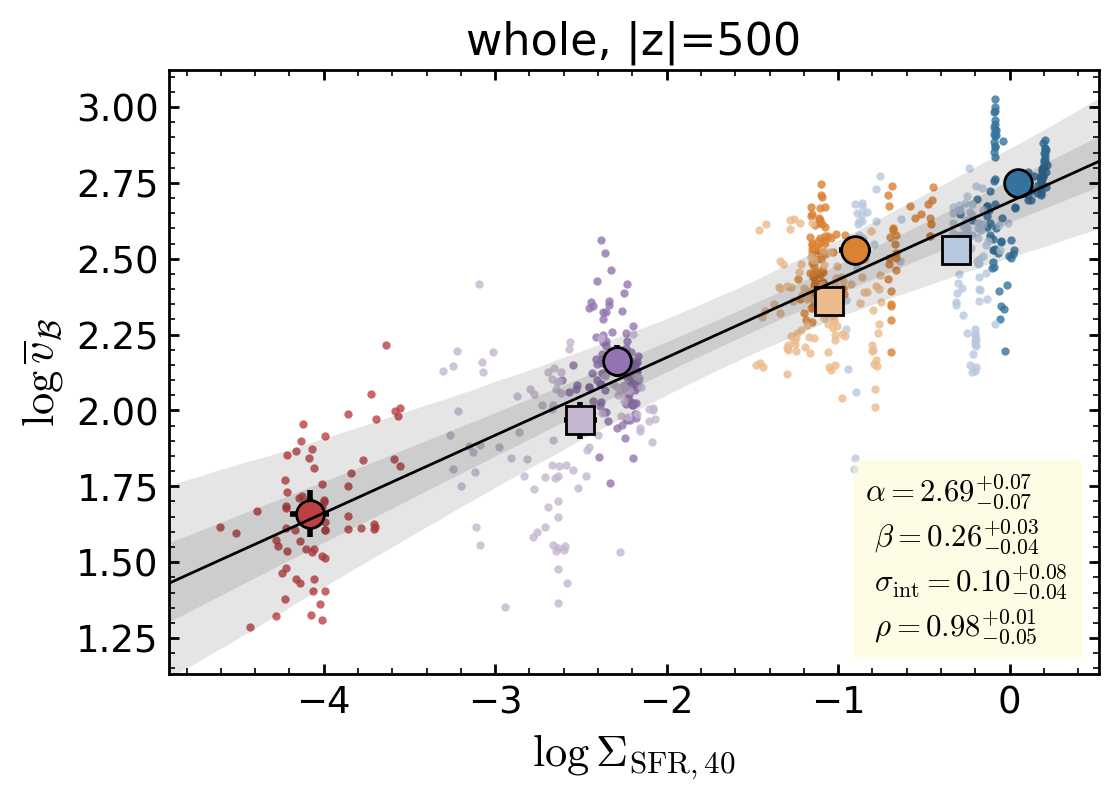 whole, |z|=500
3.00
2.75
2.50
2.25
2.00
1.75
1.50
1.25
log v̅_ℬ
α = 2.69^{+0.07}_{−0.07}
β = 0.26^{+0.03}_{−0.04}
σ_int = 0.10^{+0.08}_{−0.04}
ρ = 0.98^{+0.01}_{−0.05}
−4 −3 −2 −1 0
log Σ_{SFR, 40}